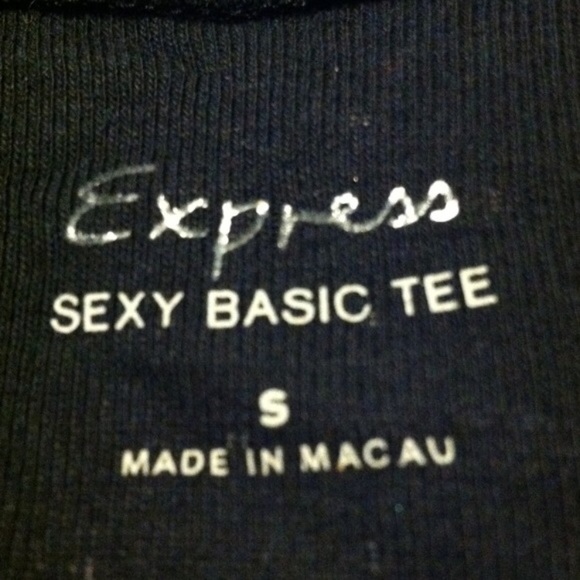 Express
SEXY BASIC TEE
S
MADE IN MACAU